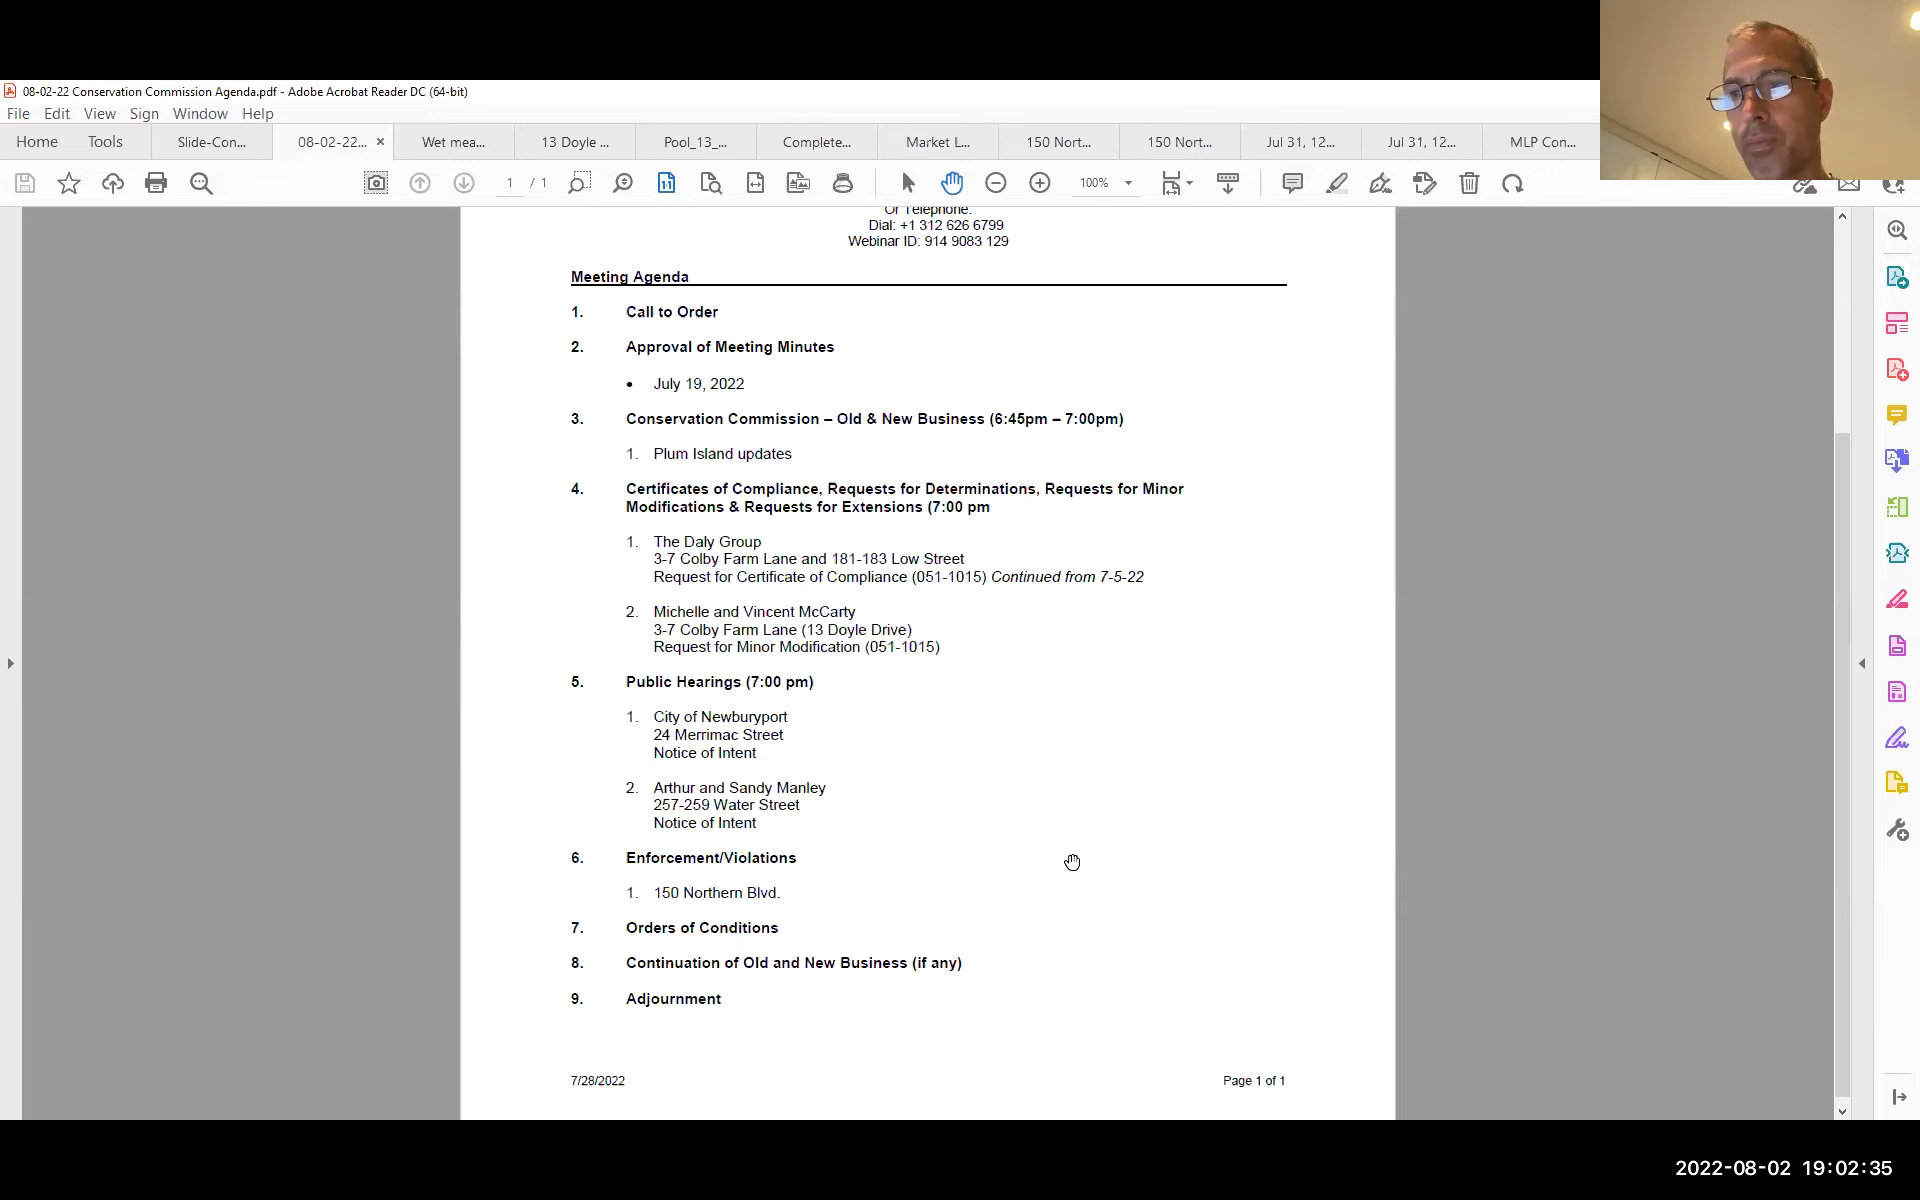 08-02-22 Conservation Commission Agenda.pdf - Adobe Acrobat Reader DC (64-bit)
File Edit View Sign Window Help
Home Tools Slide-Con... 08-02-22... × Wet mea... 13 Doyle ... Pool_13_... Complete... Market L... 150 Nort... 150 Nort... Jul 31, 12... Jul 31, 12... MLP Con...
1 / 1 100%
Or Telephone:
Dial: +1 312 626 6799
Webinar ID: 914 9083 129
Meeting Agenda
1. Call to Order
2. Approval of Meeting Minutes
• July 19, 2022
3. Conservation Commission – Old & New Business (6:45pm – 7:00pm)
1. Plum Island updates
4. Certificates of Compliance, Requests for Determinations, Requests for Minor
Modifications & Requests for Extensions (7:00 pm
1. The Daly Group
3-7 Colby Farm Lane and 181-183 Low Street
Request for Certificate of Compliance (051-1015) Continued from 7-5-22
2. Michelle and Vincent McCarty
3-7 Colby Farm Lane (13 Doyle Drive)
Request for Minor Modification (051-1015)
5. Public Hearings (7:00 pm)
1. City of Newburyport
24 Merrimac Street
Notice of Intent
2. Arthur and Sandy Manley
257-259 Water Street
Notice of Intent
6. Enforcement/Violations
1. 150 Northern Blvd.
7. Orders of Conditions
8. Continuation of Old and New Business (if any)
9. Adjournment
7/28/2022 Page 1 of 1
2022-08-02 19:02:35